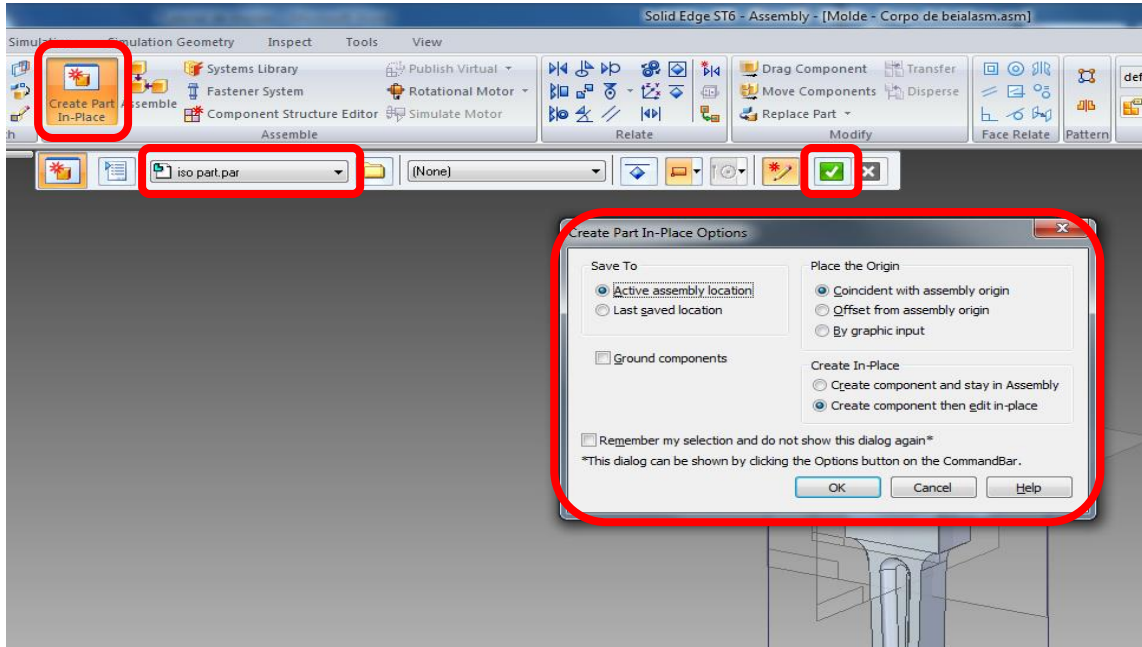 Solid Edge ST6 - Assembly - [Molde - Corpo de beialasm.asm]
Simulation Geometry Inspect Tools View
Create Part In-Place
Assemble
Systems Library
Fastener System
Component Structure Editor
Publish Virtual
Rotational Motor
Simulate Motor
Assemble
Relate
Drag Component
Move Components
Replace Part
Transfer
Disperse
Modify
Face Relate
Pattern
def
iso part.par
(None)
Create Part In-Place Options
Save To
Active assembly location
Last saved location
Ground components
Place the Origin
Coincident with assembly origin
Offset from assembly origin
By graphic input
Create In-Place
Create component and stay in Assembly
Create component then edit in-place
Remember my selection and do not show this dialog again*
*This dialog can be shown by clicking the Options button on the CommandBar.
OK Cancel Help